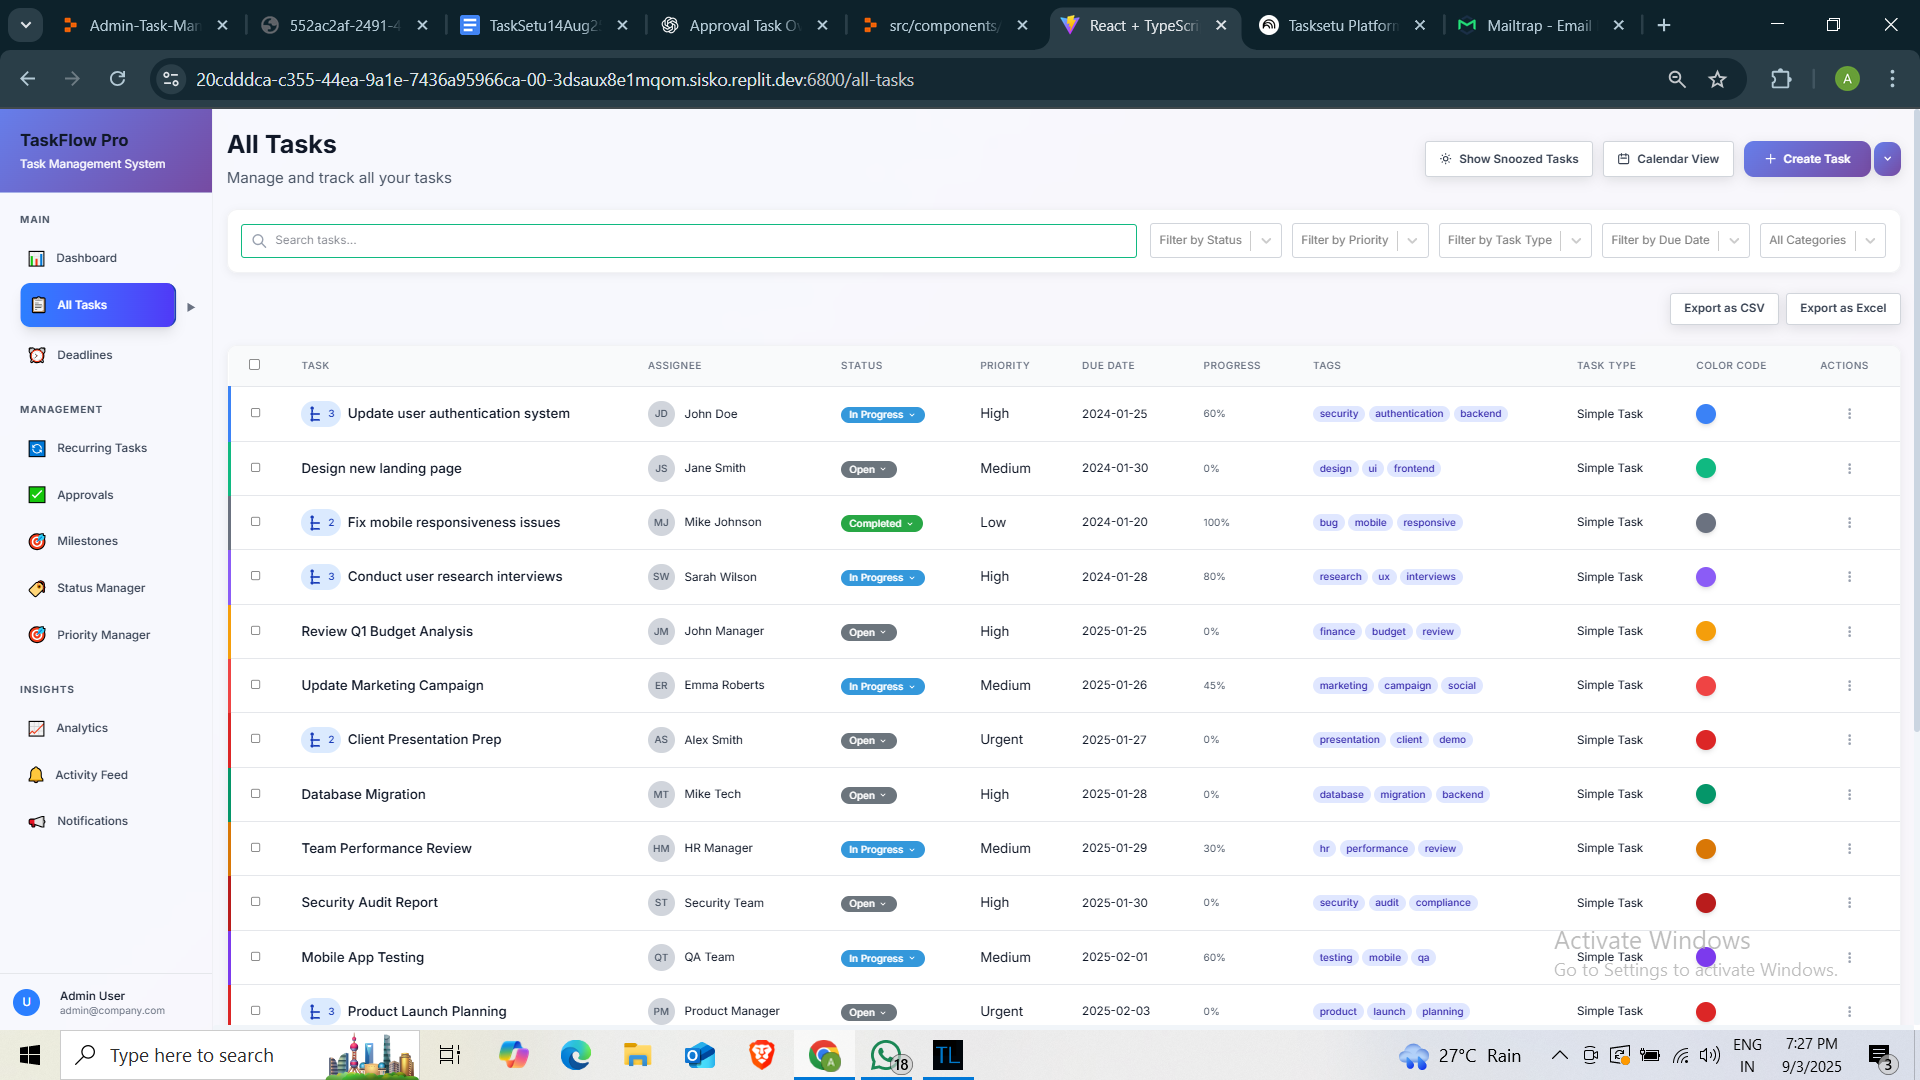 Admin-Task-Man
552ac2af-2491-4
TaskSetu14Aug2
Approval Task O
src/components/
React + TypeScri
Tasksetu Platform
Mailtrap - Email
20cdddca-c355-44ea-9a1e-7436a95966ca-00-3dsaux8e1mqom.sisko.replit.dev:6800/all-tasks
A
TaskFlow Pro
Task Management System
MAIN
Dashboard
All Tasks
Deadlines
MANAGEMENT
Recurring Tasks
Approvals
Milestones
Status Manager
Priority Manager
INSIGHTS
Analytics
Activity Feed
Notifications
U
Admin User
admin@company.com
All Tasks
Manage and track all your tasks
Show Snoozed Tasks
Calendar View
+ Create Task
Search tasks...
Filter by Status
Filter by Priority
Filter by Task Type
Filter by Due Date
All Categories
Export as CSV
Export as Excel
TASK ASSIGNEE STATUS PRIORITY DUE DATE PROGRESS TAGS TASK TYPE COLOR CODE ACTIONS
3 Update user authentication system JD John Doe In Progress High 2024-01-25 60% security authentication backend Simple Task
Design new landing page JS Jane Smith Open Medium 2024-01-30 0% design ui frontend Simple Task
2 Fix mobile responsiveness issues MJ Mike Johnson Completed Low 2024-01-20 100% bug mobile responsive Simple Task
3 Conduct user research interviews SW Sarah Wilson In Progress High 2024-01-28 80% research ux interviews Simple Task
Review Q1 Budget Analysis JM John Manager Open High 2025-01-25 0% finance budget review Simple Task
Update Marketing Campaign ER Emma Roberts In Progress Medium 2025-01-26 45% marketing campaign social Simple Task
2 Client Presentation Prep AS Alex Smith Open Urgent 2025-01-27 0% presentation client demo Simple Task
Database Migration MT Mike Tech Open High 2025-01-28 0% database migration backend Simple Task
Team Performance Review HM HR Manager In Progress Medium 2025-01-29 30% hr performance review Simple Task
Security Audit Report ST Security Team Open High 2025-01-30 0% security audit compliance Simple Task
Mobile App Testing QT QA Team In Progress Medium 2025-02-01 60% testing mobile qa Simple Task
3 Product Launch Planning PM Product Manager Open Urgent 2025-02-03 0% product launch planning Simple Task
Activate Windows
Go to Settings to activate Windows.
Type here to search
A
18
TL
27°C Rain
ENG
IN
7:27 PM
9/3/2025
3